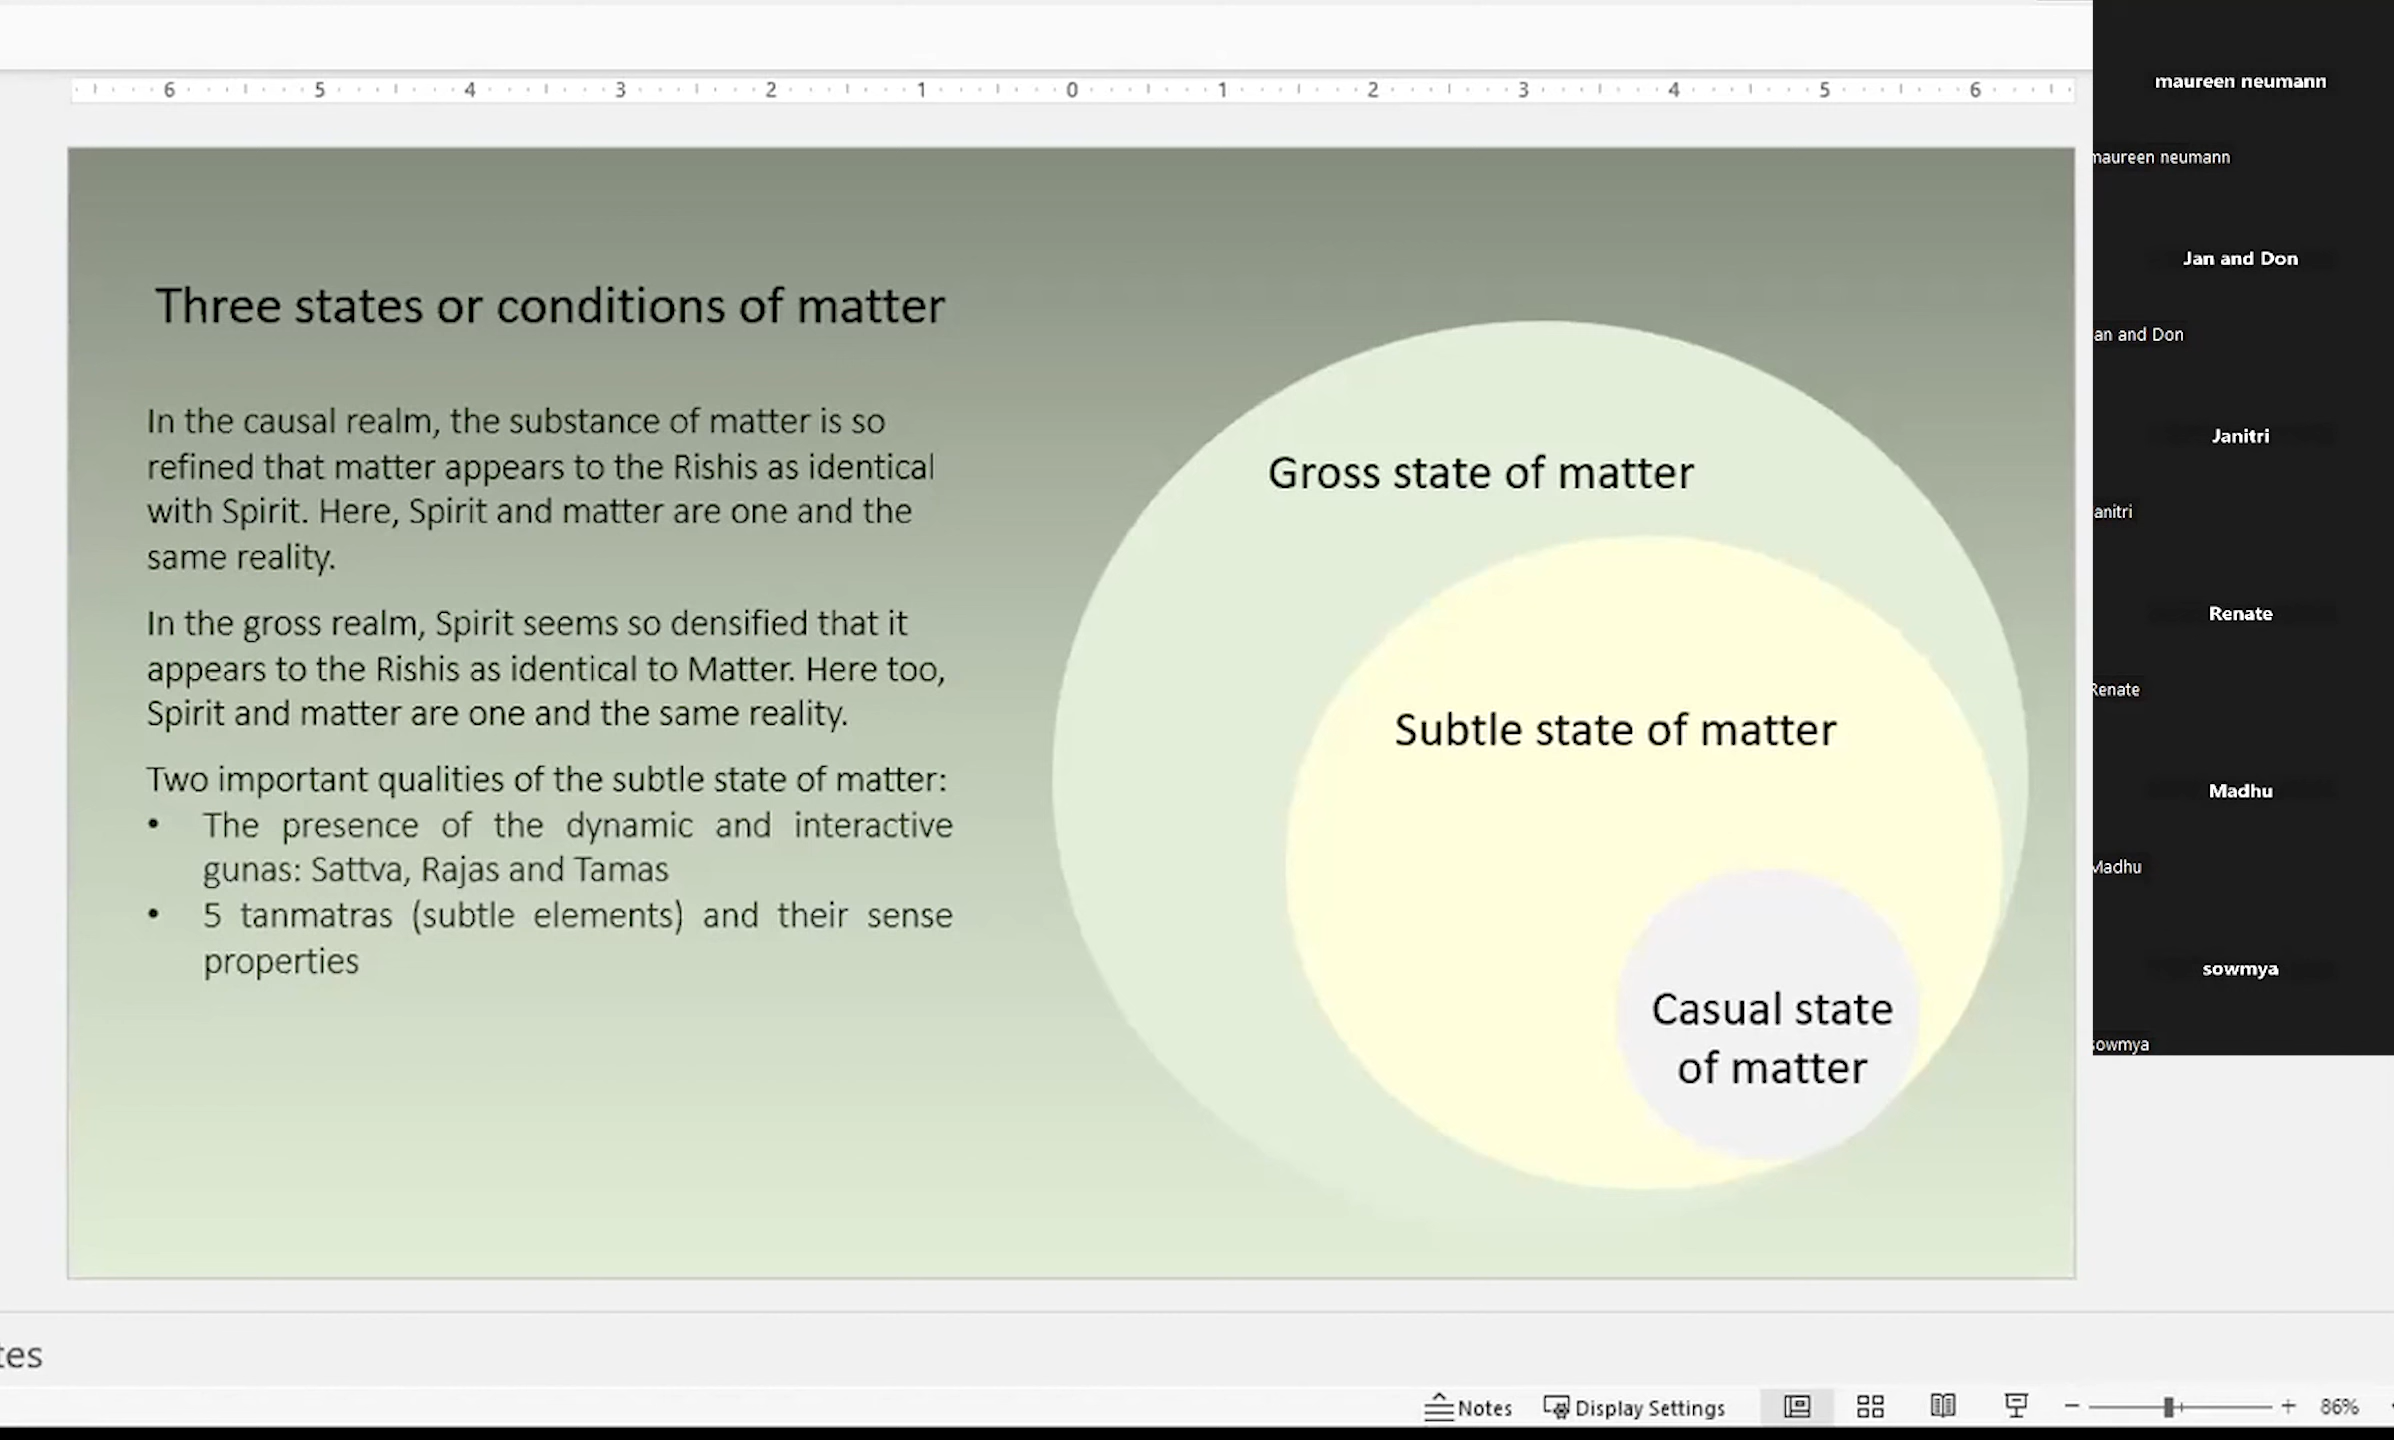 6 5 4 3 2 1 0 1 2 3 4 5 6
Three states or conditions of matter
In the causal realm, the substance of matter is so
refined that matter appears to the Rishis as identical
with Spirit. Here, Spirit and matter are one and the
same reality.
In the gross realm, Spirit seems so densified that it
appears to the Rishis as identical to Matter. Here too,
Spirit and matter are one and the same reality.
Two important qualities of the subtle state of matter:
• The presence of the dynamic and interactive
gunas: Sattva, Rajas and Tamas
• 5 tanmatras (subtle elements) and their sense
properties
Gross state of matter
Subtle state of matter
Casual state
of matter
maureen neumann
maureen neumann
Jan and Don
an and Don
Janitri
anitri
Renate
Renate
Madhu
Madhu
sowmya
sowmya
tes
Notes Display Settings 86%